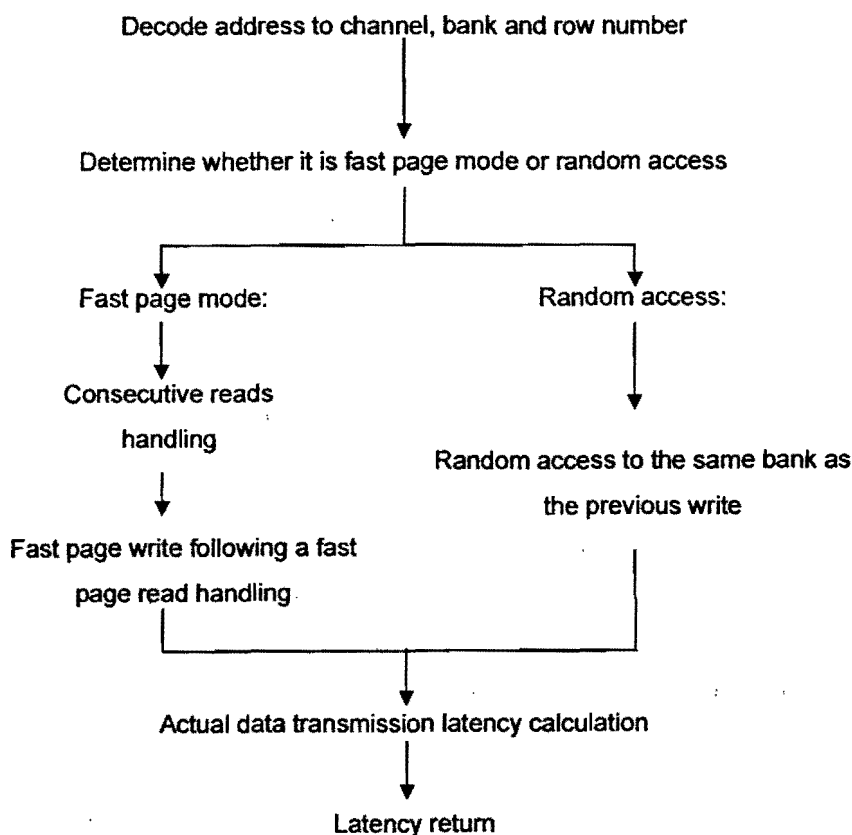 Decode address to channel, bank and row number
Determine whether it is fast page mode or random access
Fast page mode:
Random access:
Consecutive reads
handling
Random access to the same bank as
the previous write
Fast page write following a fast
page read handling
Actual data transmission latency calculation
Latency return